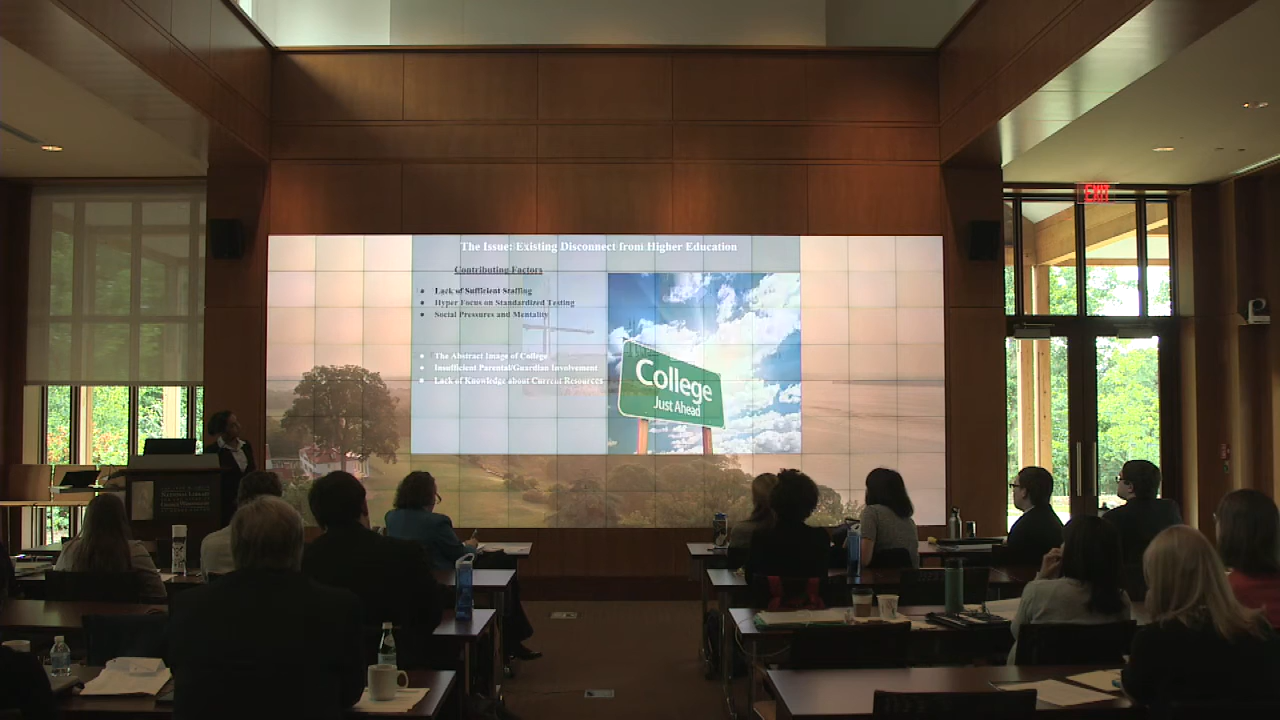 EXIT
The Issue: Existing Disconnect from Higher Education
Contributing Factors
• Lack of Sufficient Staffing
• Hyper Focus on Standardized Testing
• Social Pressures and Mentality
• The Abstract Image of College
• Insufficient Parental/Guardian Involvement
• Lack of Knowledge about Current Resources
College
Just Ahead